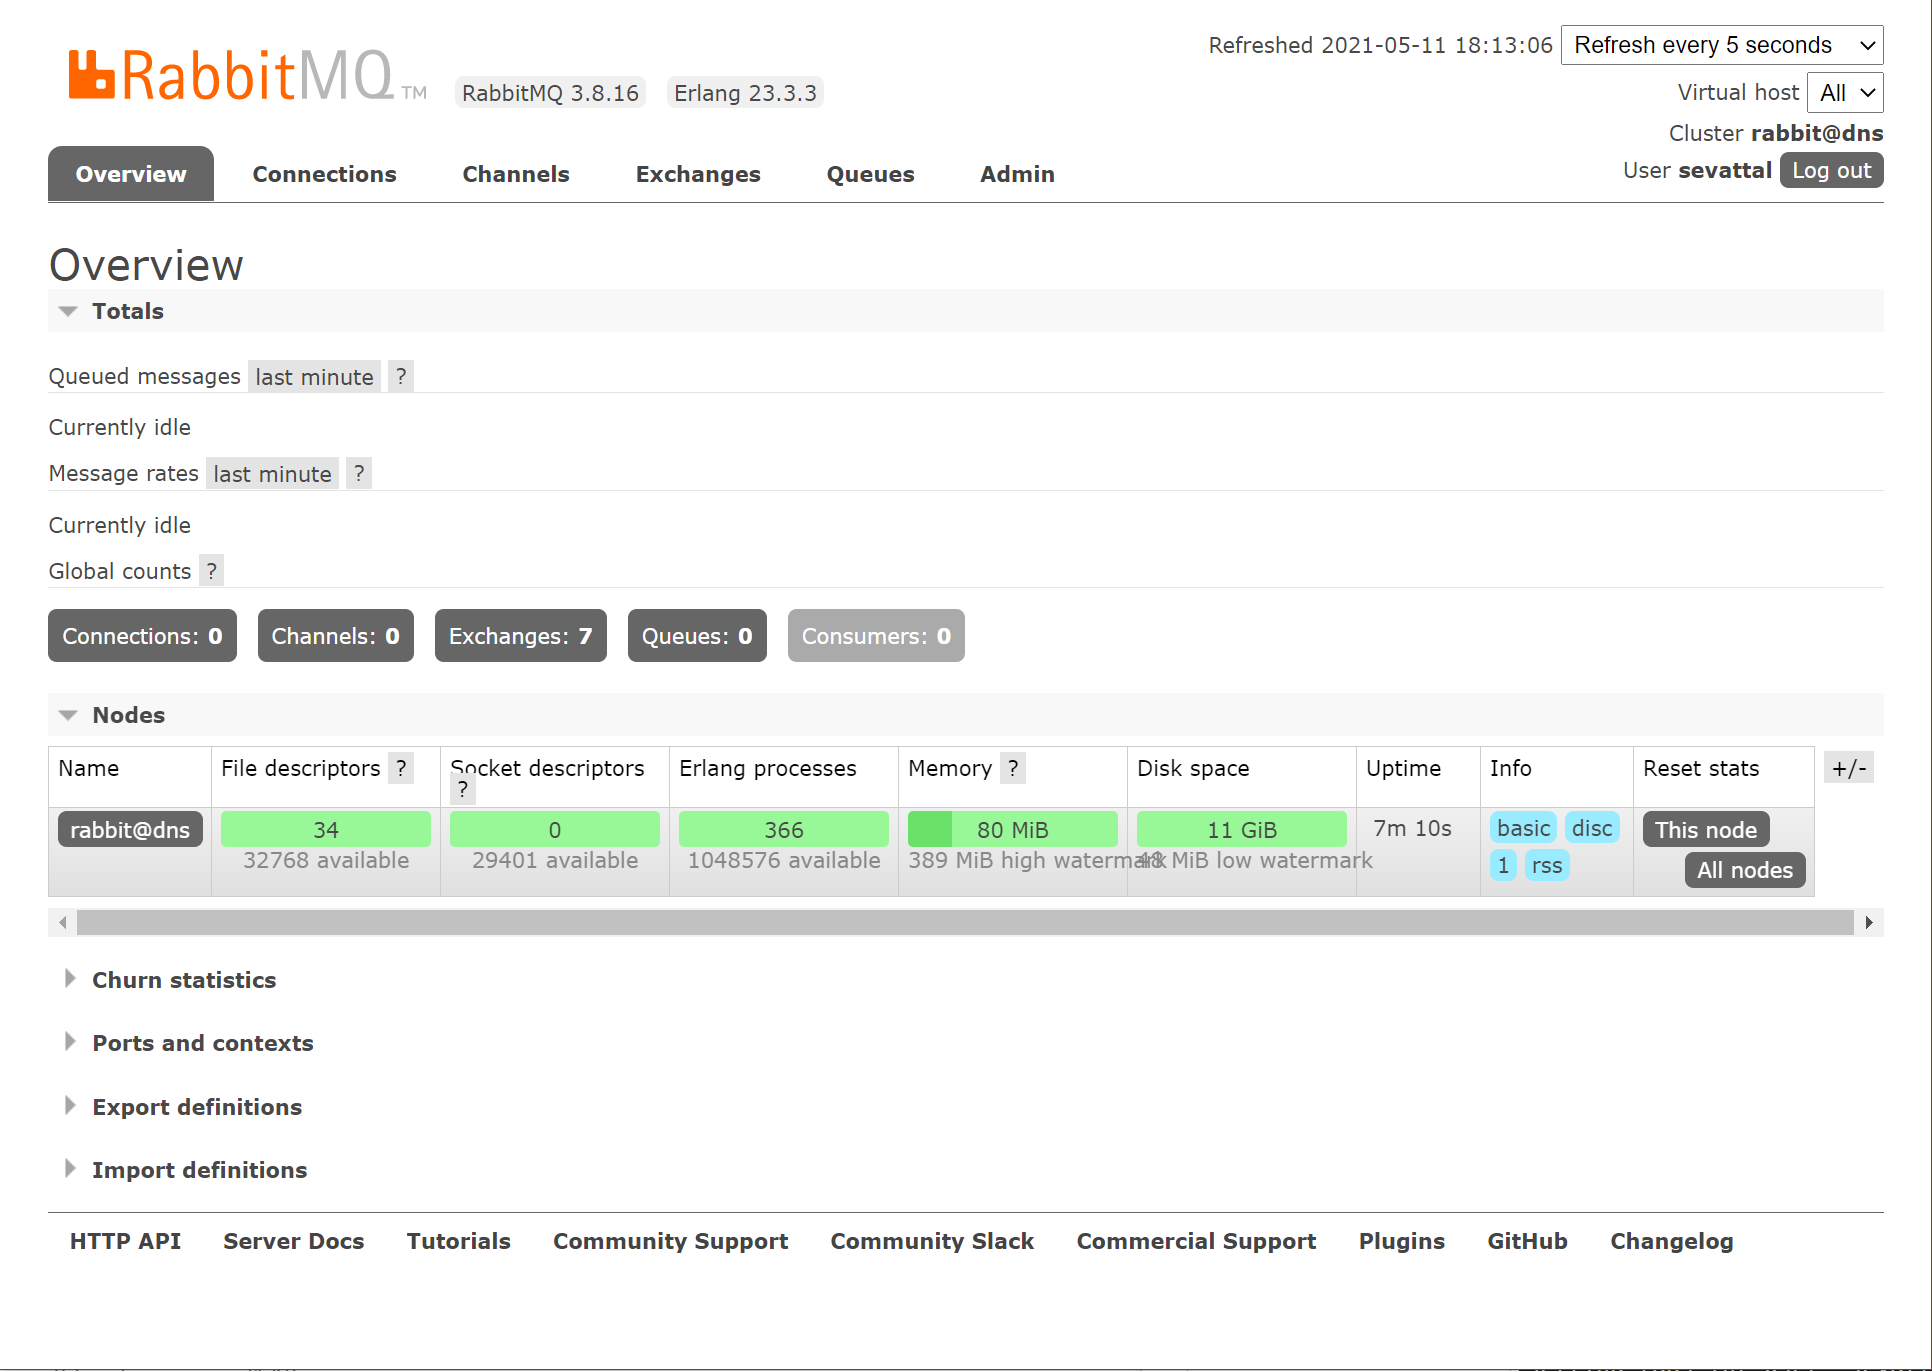 RabbitMQ TM RabbitMQ 3.8.16 Erlang 23.3.3
Refreshed 2021-05-11 18:13:06 Refresh every 5 seconds
Virtual host All
Cluster rabbit@dns
User sevattal Log out
Overview Connections Channels Exchanges Queues Admin
Overview
Totals
Queued messages last minute ?
Currently idle
Message rates last minute ?
Currently idle
Global counts ?
Connections: 0 Channels: 0 Exchanges: 7 Queues: 0 Consumers: 0
Nodes
Name File descriptors ? Socket descriptors ? Erlang processes Memory ? Disk space Uptime Info Reset stats +/-
rabbit@dns 34 0 366 80 MiB 11 GiB 7m 10s basic disc This node
32768 available 29401 available 1048576 available 389 MiB high watermark 48 MiB low watermark 1 rss All nodes
Churn statistics
Ports and contexts
Export definitions
Import definitions
HTTP API Server Docs Tutorials Community Support Community Slack Commercial Support Plugins GitHub Changelog